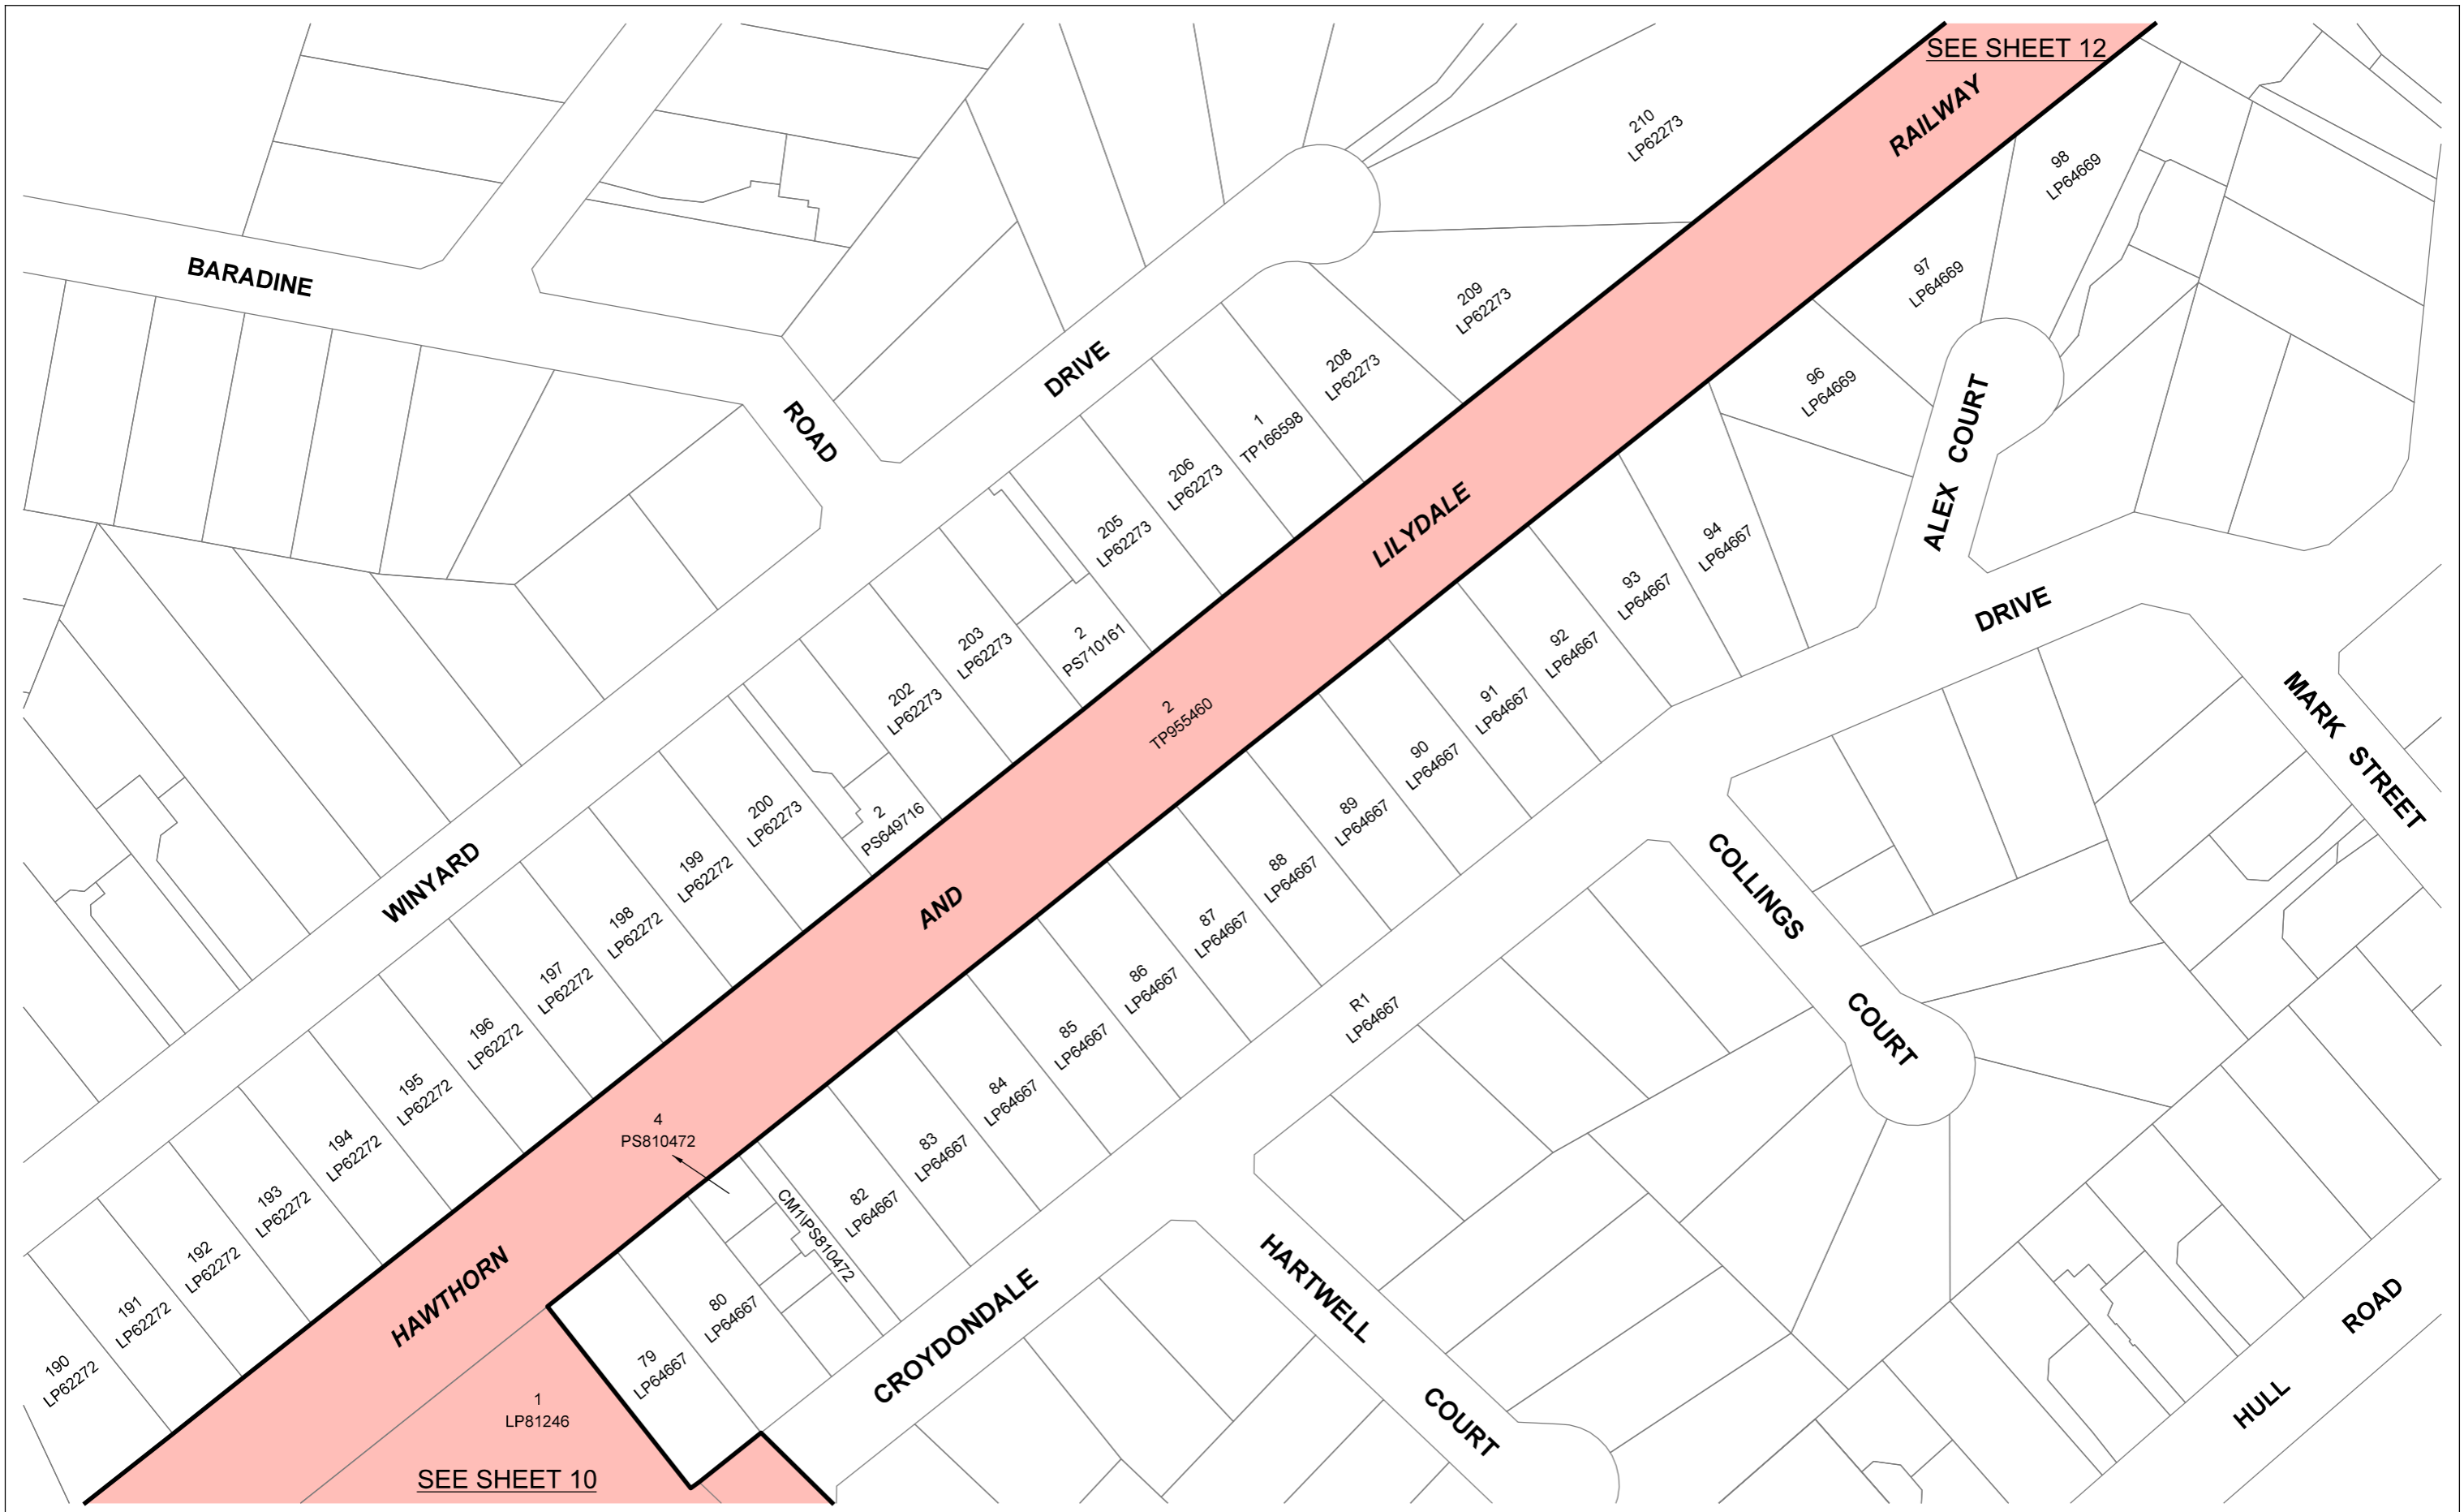 SEE SHEET 12
RAILWAY
210
LP62273
98
LP64669
BARADINE
97
LP64669
209
LP62273
DRIVE
208
LP62273
96
LP64669
ROAD
1
TP166598
ALEX COURT
206
LP62273
LILYDALE
205
LP62273
94
LP64667
93
LP64667
DRIVE
2
PS710161
203
LP62273
92
LP64667
202
LP62273
91
LP64667
2
TP955460
MARK STREET
90
LP64667
200
LP62273
2
PS649716
89
LP64667
WINYARD
199
LP62272
88
LP64667
COLLINGS
AND
198
LP62272
87
LP64667
197
LP62272
86
LP64667
R1
LP64667
196
LP62272
85
LP64667
COURT
195
LP62272
84
LP64667
4
PS810472
194
LP62272
83
LP64667
193
LP62272
82
LP64667
CM1\PS810472
192
LP62272
HAWTHORN
HARTWELL
191
LP62272
80
LP64667
CROYDONDALE
ROAD
190
LP62272
79
LP64667
1
LP81246
COURT
HULL
SEE SHEET 10